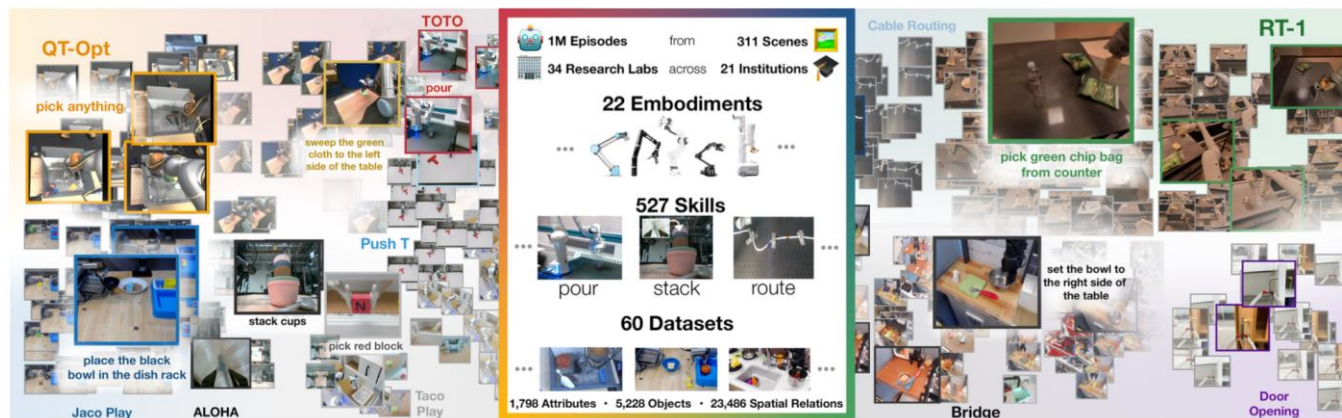 QT-Opt
pick anything
TOTO
pour
sweep the green
cloth to the left
side of the table
Push T
stack cups
N
pick red block
place the black
bowl in the dish rack
Jaco Play
ALOHA
Taco
Play
1M Episodes from 311 Scenes
34 Research Labs across 21 Institutions
22 Embodiments
527 Skills
pour
stack
route
60 Datasets
1,798 Attributes • 5,228 Objects • 23,486 Spatial Relations
Cable Routing
RT-1
pick green chip bag
from counter
set the bowl to
the right side of
the table
Bridge
Door
Opening